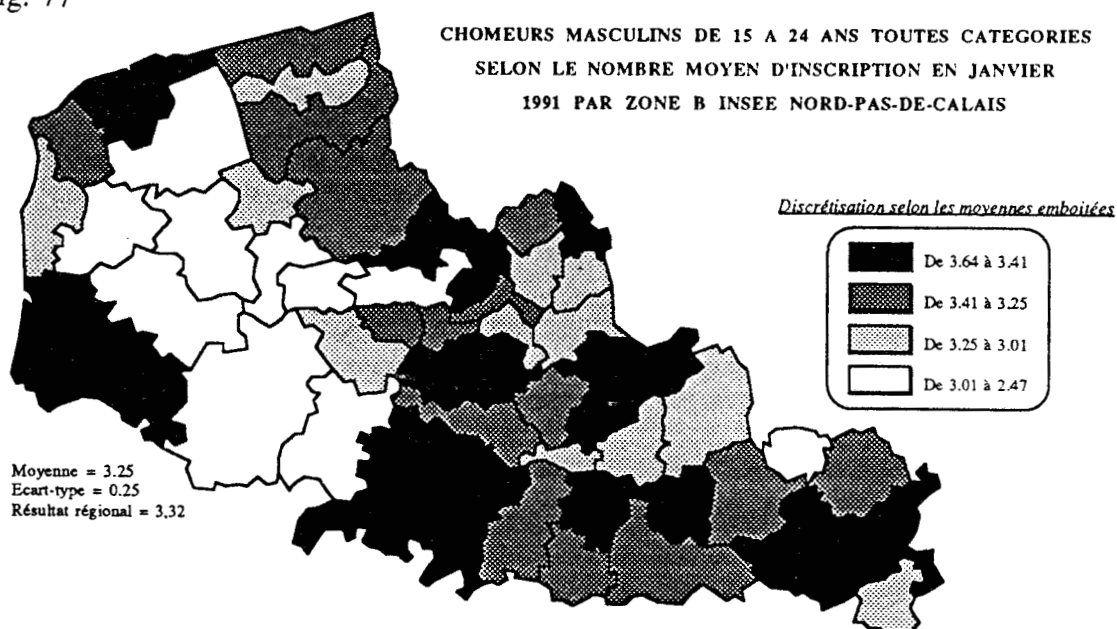 CHOMEURS MASCULINS DE 15 A 24 ANS TOUTES CATEGORIES
SELON LE NOMBRE MOYEN D'INSCRIPTION EN JANVIER
1991 PAR ZONE B INSEE NORD-PAS-DE-CALAIS
Discrétisation selon les moyennes emboitées
De 3.64 à 3.41
De 3.41 à 3.25
De 3.25 à 3.01
De 3.01 à 2.47
Moyenne = 3.25
Ecart-type = 0.25
Résultat régional = 3,32